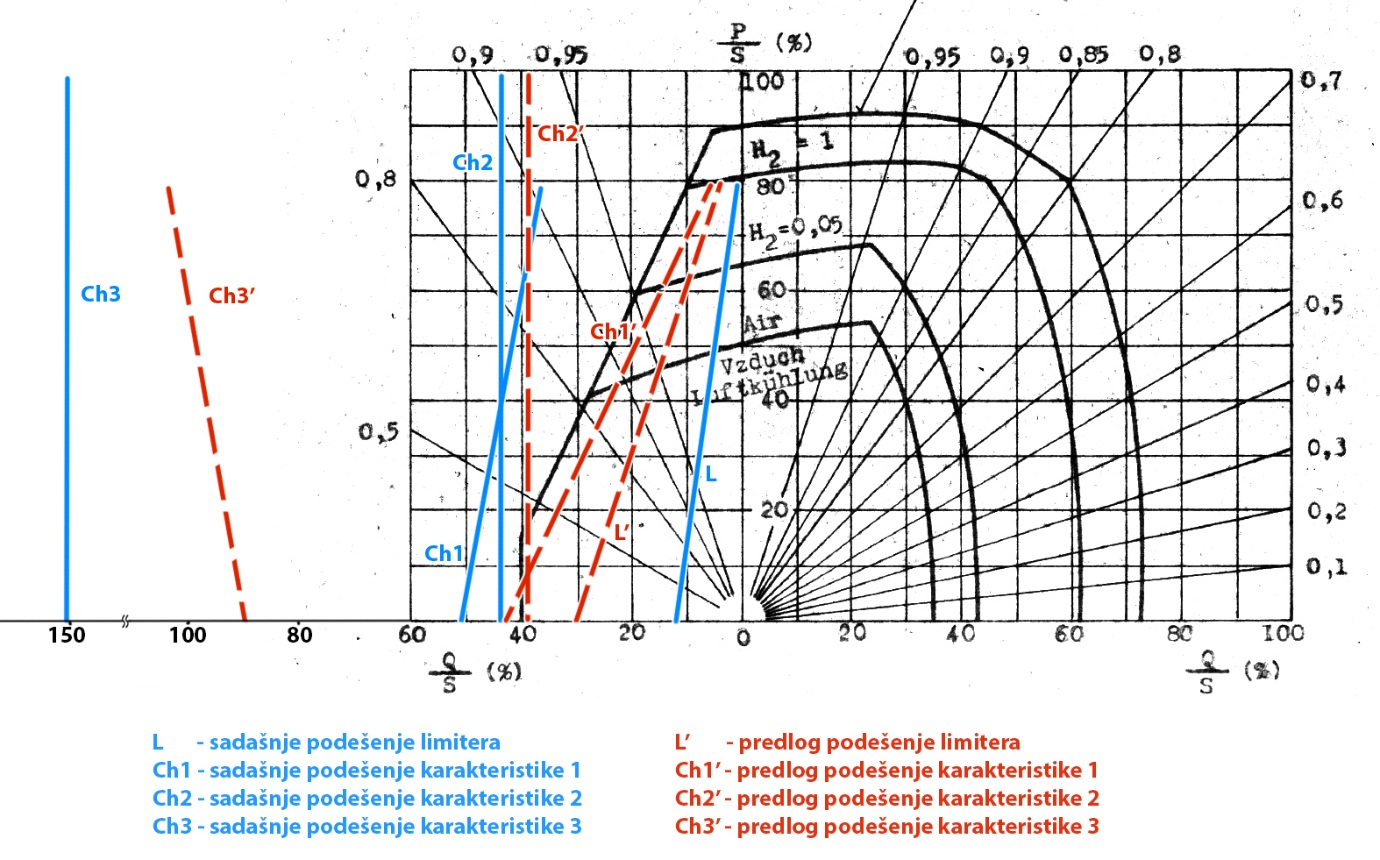 P/S (%)
0,9 0,95 0,95 0,9 0,85 0,8
100 0,7
Ch2'
H₂ = 1
Ch2
0,8 80 0,6
H₂=0,05
Ch3 Ch3' 60 0,5
Air
Ch1'
Vzduch
Luftkühlung
40 0,4
0,5 0,3
L
20 0,2
L'
Ch1
0,1
150 100 80 60 40 20 0 20 40 60 80 100
Q/S (%) Q/S (%)
L - sadašnje podešenje limitera
Ch1 - sadašnje podešenje karakteristike 1
Ch2 - sadašnje podešenje karakteristike 2
Ch3 - sadašnje podešenje karakteristike 3
L' - predlog podešenje limitera
Ch1' - predlog podešenje karakteristike 1
Ch2' - predlog podešenje karakteristike 2
Ch3' - predlog podešenje karakteristike 3